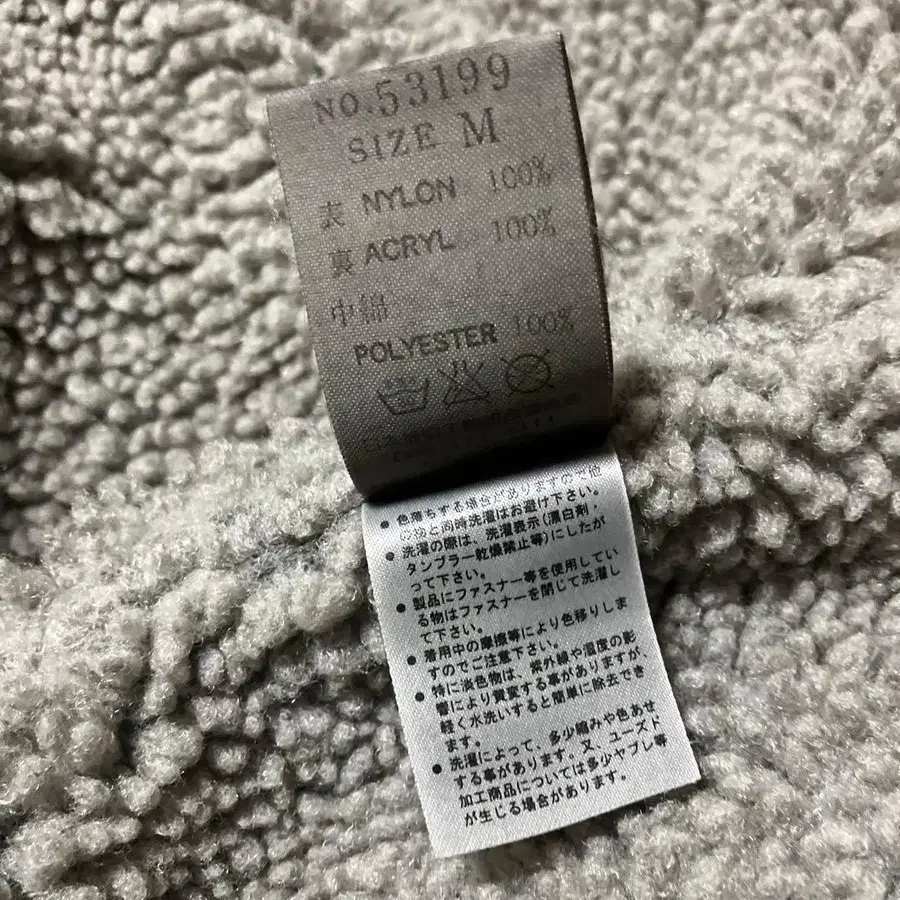 NO.53199
SIZE M
表 NYLON 100%
裏 ACRYL 100%
中綿
POLYESTER 100%
● 色落ちする場合がありますので他
の物と同時洗濯はお避け下さい。
● 洗濯の際は、洗濯表示(漂白剤・
タンブラー乾燥禁止等)にしたが
って下さい。
● 製品にファスナー等を使用してい
る物はファスナーを閉じて洗濯し
て下さい。
● 着用中の摩擦等により色移りしま
すのでご注意下さい。
● 特に淡色物は、紫外線や湿度の影
響により黄変する事がありますが、
軽く水洗いすると簡単に除去でき
ます。
● 洗濯によって、多少縮みや色あせ
する事があります。又、ユーズド
加工商品については多少ヤブレ等
が生じる場合があります。